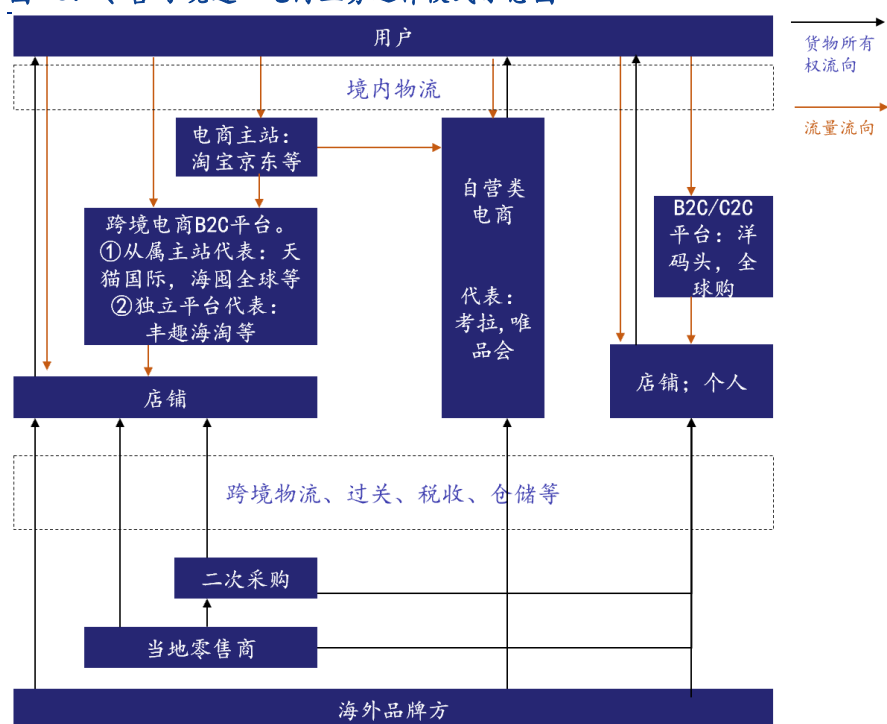 用户
货物所有
权流向
境内物流
流量流向
电商主站:
淘宝京东等
自营类
电商
代表:
考拉,唯
品会
跨境电商B2C平台。
①从属主站代表: 天
猫国际, 海囤全球等
②独立平台代表:
丰趣海淘等
B2C/C2C
平台: 洋
码头, 全
球购
店铺
店铺; 个人
跨境物流、过关、税收、仓储等
二次采购
当地零售商
海外品牌方